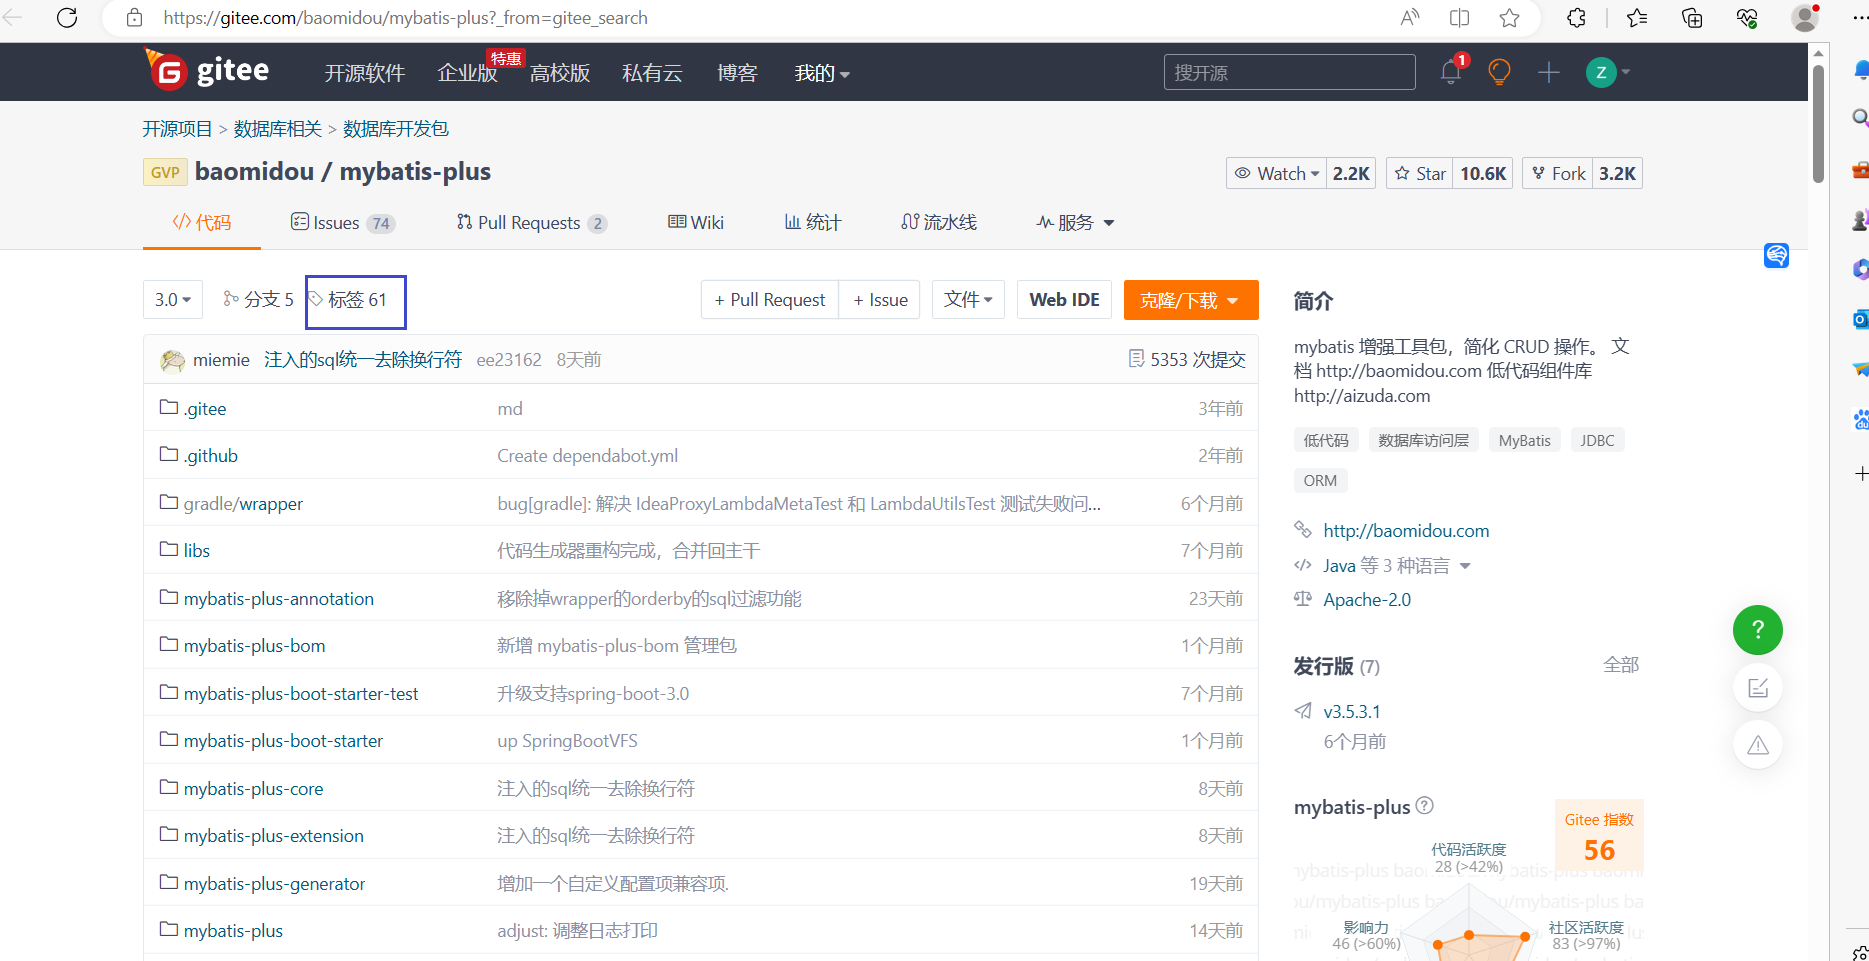 https://gitee.com/baomidou/mybatis-plus?_from=gitee_search
gitee 开源软件 企业版 特惠 高校版 私有云 博客 我的 搜开源 1 Z
开源项目 > 数据库相关 > 数据库开发包
GVP baomidou / mybatis-plus Watch 2.2K Star 10.6K Fork 3.2K
代码 Issues 74 Pull Requests 2 Wiki 统计 流水线 服务
3.0 分支 5 标签 61 + Pull Request + Issue 文件 Web IDE 克隆/下载
miemie 注入的sql统一去除换行符 ee23162 8天前 5353 次提交
.gitee md 3年前
.github Create dependabot.yml 2年前
gradle/wrapper bug[gradle]: 解决 IdeaProxyLambdaMetaTest 和 LambdaUtilsTest 测试失败问... 6个月前
libs 代码生成器重构完成，合并回主干 7个月前
mybatis-plus-annotation 移除掉wrapper的orderby的sql过滤功能 23天前
mybatis-plus-bom 新增 mybatis-plus-bom 管理包 1个月前
mybatis-plus-boot-starter-test 升级支持spring-boot-3.0 7个月前
mybatis-plus-boot-starter up SpringBootVFS 1个月前
mybatis-plus-core 注入的sql统一去除换行符 8天前
mybatis-plus-extension 注入的sql统一去除换行符 8天前
mybatis-plus-generator 增加一个自定义配置项兼容项. 19天前
mybatis-plus adjust: 调整日志打印 14天前
简介
mybatis 增强工具包，简化 CRUD 操作。 文
档 http://baomidou.com 低代码组件库
http://aizuda.com
低代码 数据库访问层 MyBatis JDBC
ORM
http://baomidou.com
Java 等 3 种语言
Apache-2.0
发行版 (7) 全部
v3.5.3.1
6个月前
mybatis-plus
Gitee 指数
56
代码活跃度
28 (>42%)
影响力
46 (>60%)
社区活跃度
83 (>97%)